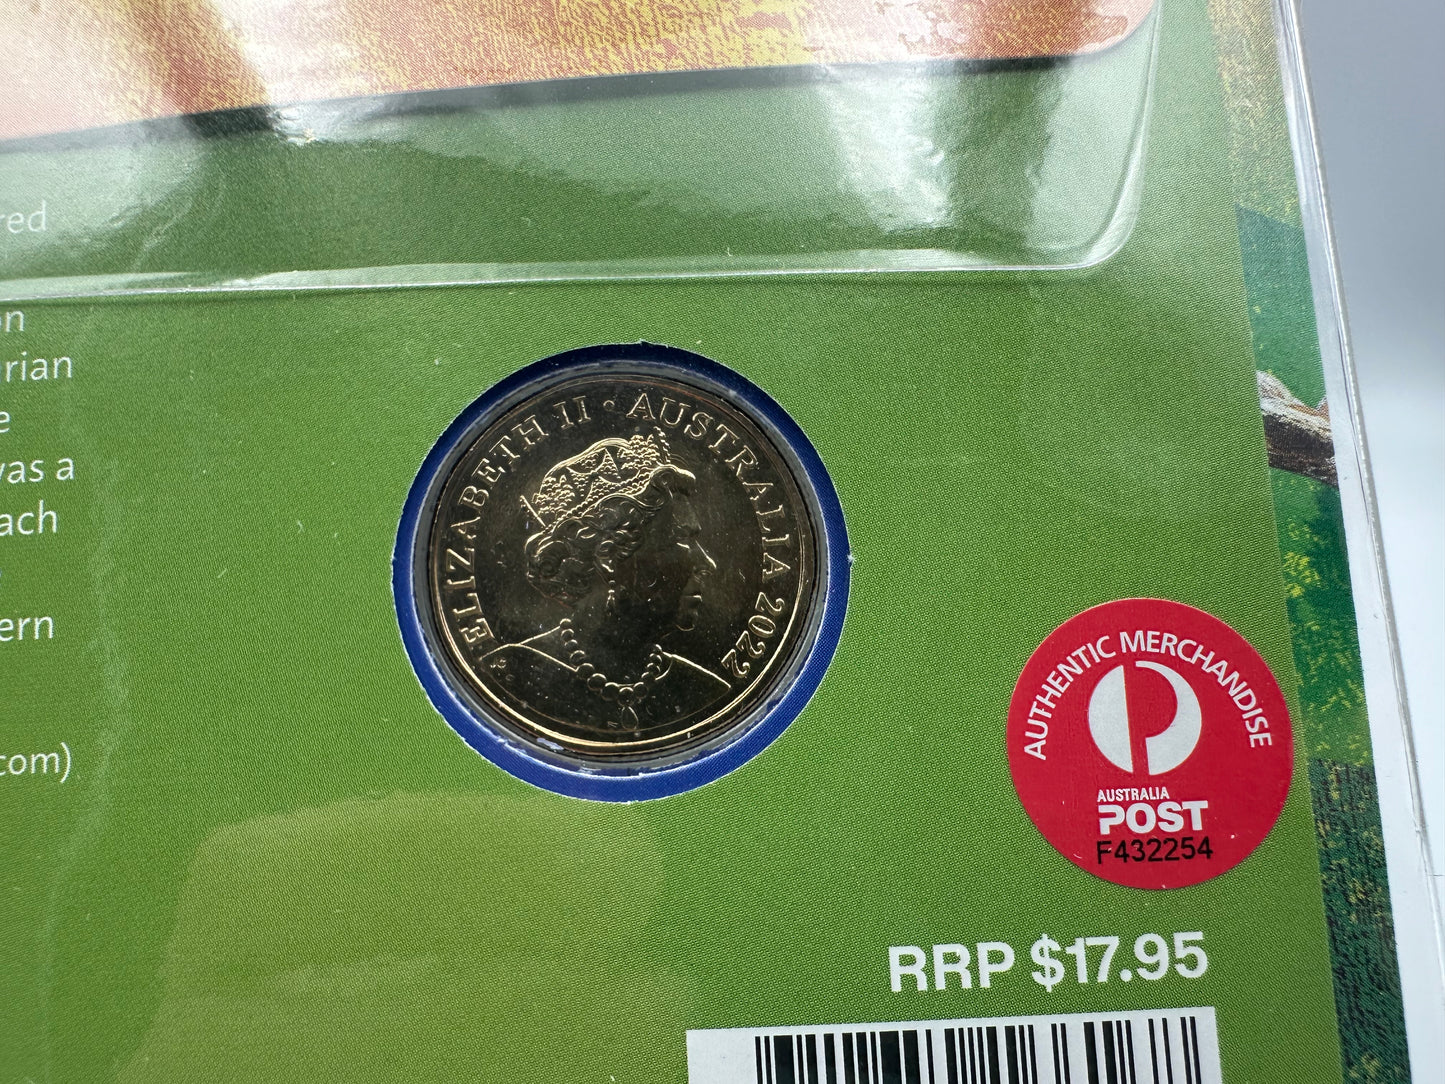 red
on
rian
e
vas a
ach
ern
com)
ELIZABETH II • AUSTRALIA 2022
JC
AUTHENTIC MERCHANDISE
AUSTRALIA
POST
F432254
RRP $17.95